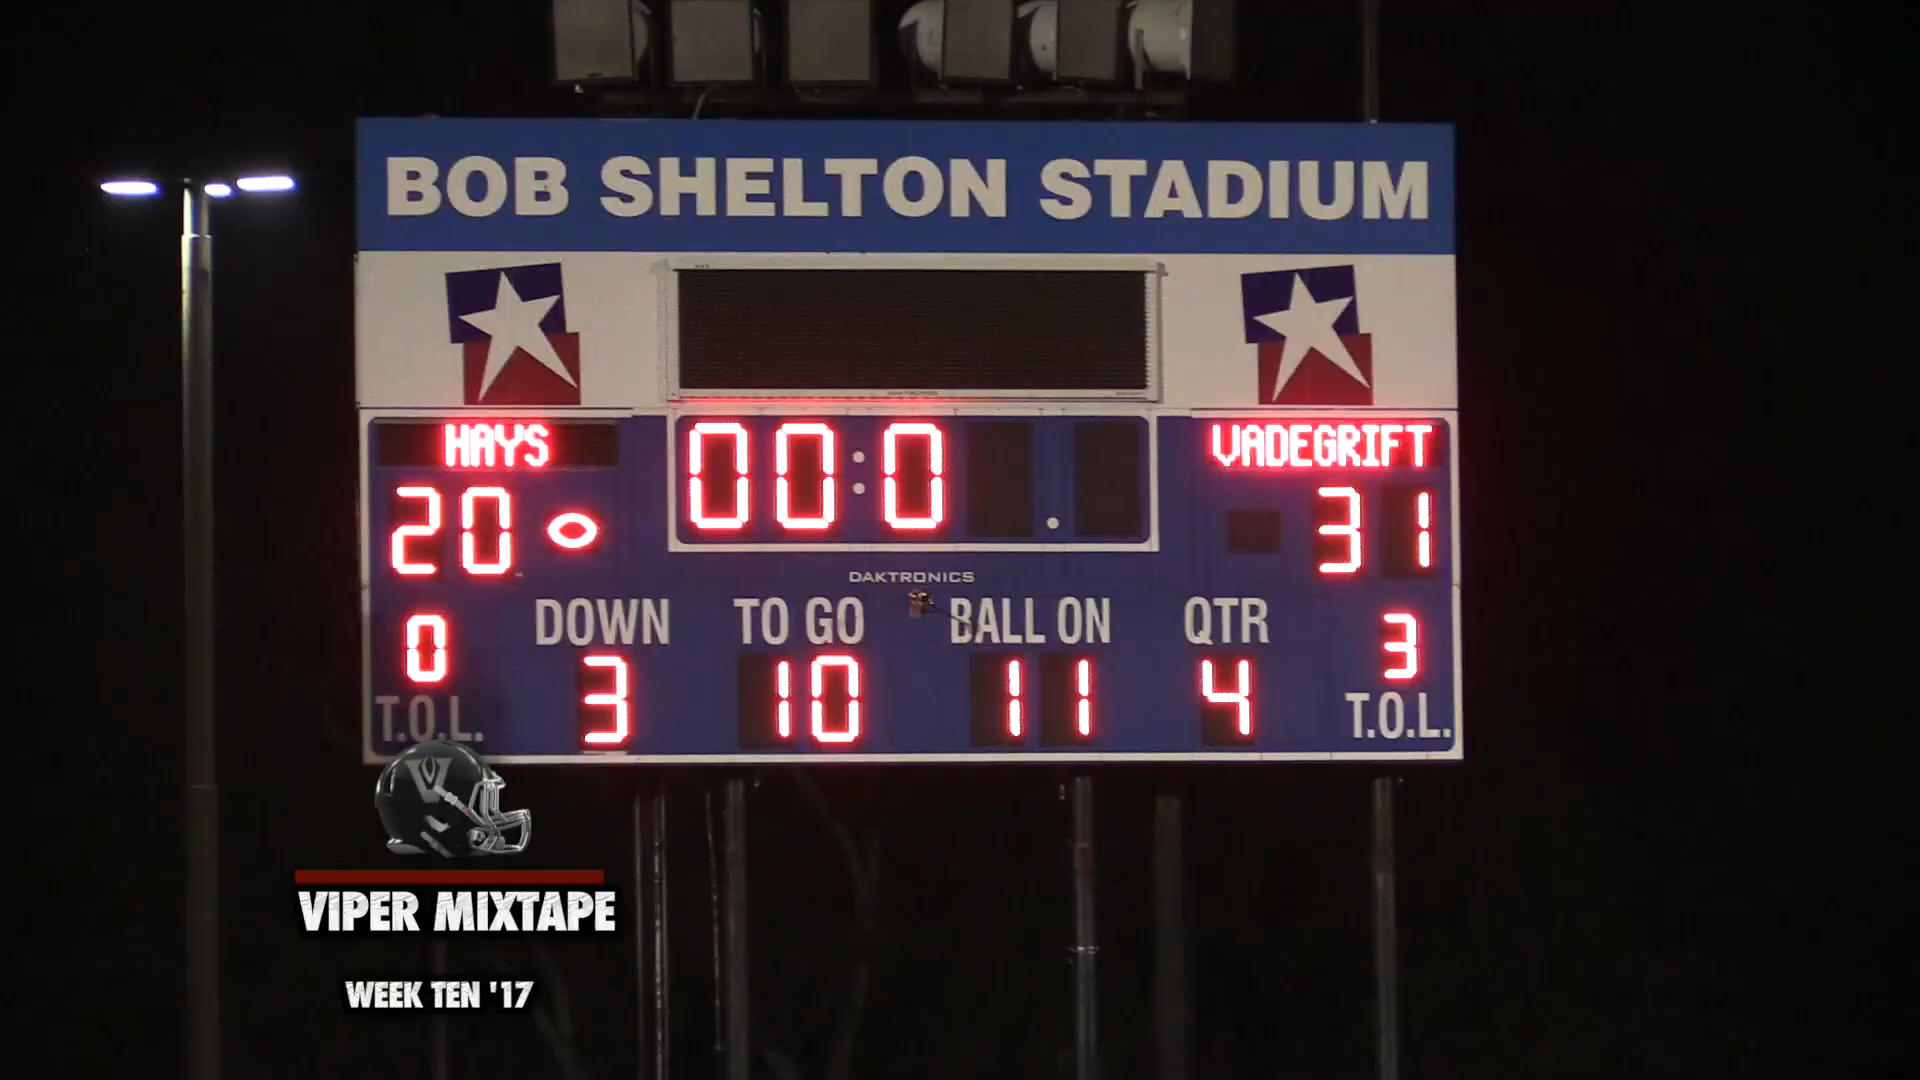 BOB SHELTON STADIUM
HAYS
00:0 .
VADEGRIFT
20
31
DAKTRONICS
DOWN
TO GO
BALL ON
QTR
0
3
10
11
4
3
T.O.L.
T.O.L.
V
VIPER MIXTAPE
WEEK TEN '17